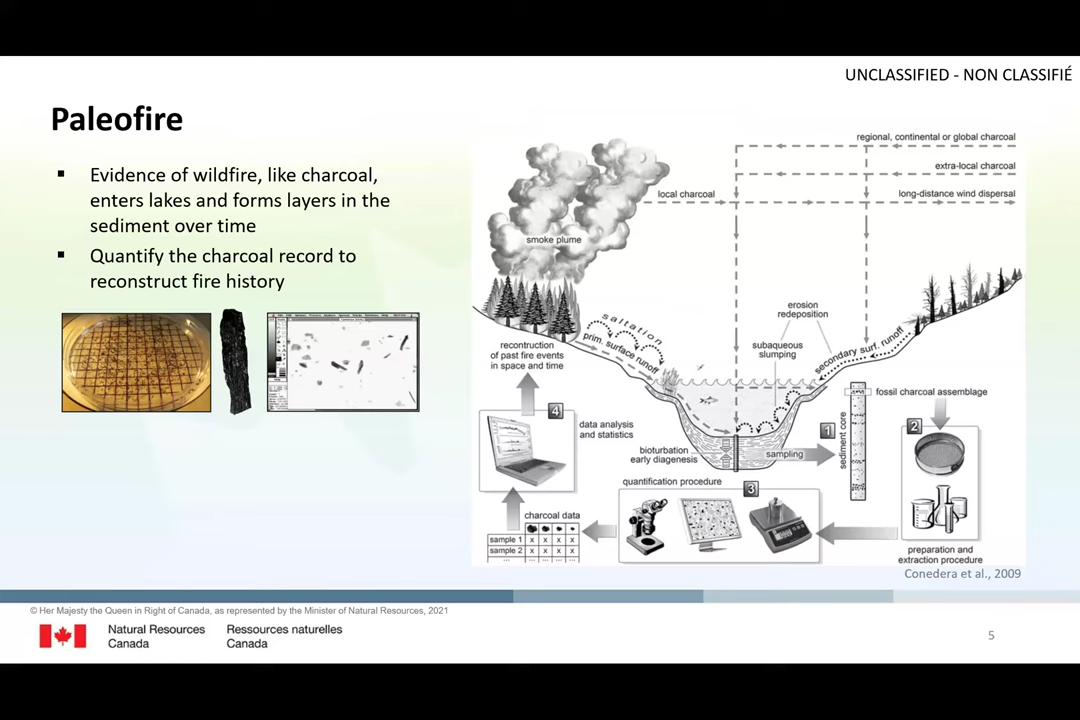 UNCLASSIFIED - NON CLASSIFIÉ
Paleofire
Evidence of wildfire, like charcoal,
enters lakes and forms layers in the
sediment over time
Quantify the charcoal record to
reconstruct fire history
regional, continental or global charcoal
extra-local charcoal
local charcoal
long-distance wind dispersal
smoke plume
erosion
redeposition
saltation
prim. surface runoff
subaqueous
slumping
secondary surf. runoff
recontruction
of past fire events
in space and time
fossil charcoal assemblage
4
data analysis
and statistics
1
2
sediment core
bioturbation
early diagenesis
sampling
quantification procedure
3
charcoal data
sample 1 x x x x
sample 2 x x x x
... ... ... ... ...
preparation and
extraction procedure
Conedera et al., 2009
© Her Majesty the Queen in Right of Canada, as represented by the Minister of Natural Resources, 2021
Natural Resources
Canada
Ressources naturelles
Canada
5